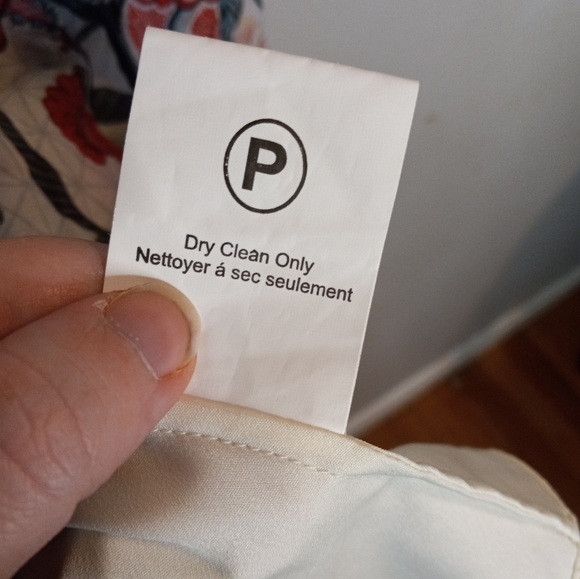 P
Dry Clean Only
Nettoyer á sec seulement